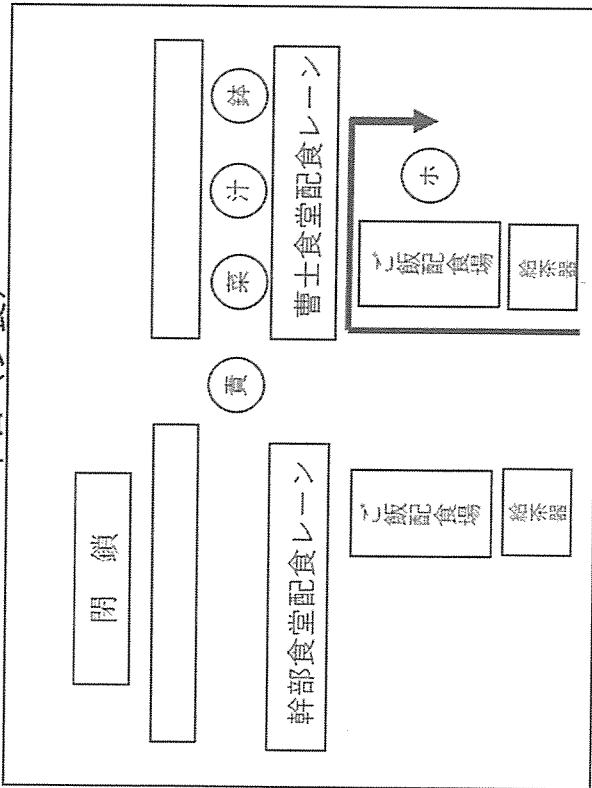 閉 鎖
責
菜
汁
鉢
幹部食堂配食レーン
曹士食堂配食レーン
ご飯配食場
ご飯配食場
ホ
給茶器
給茶器